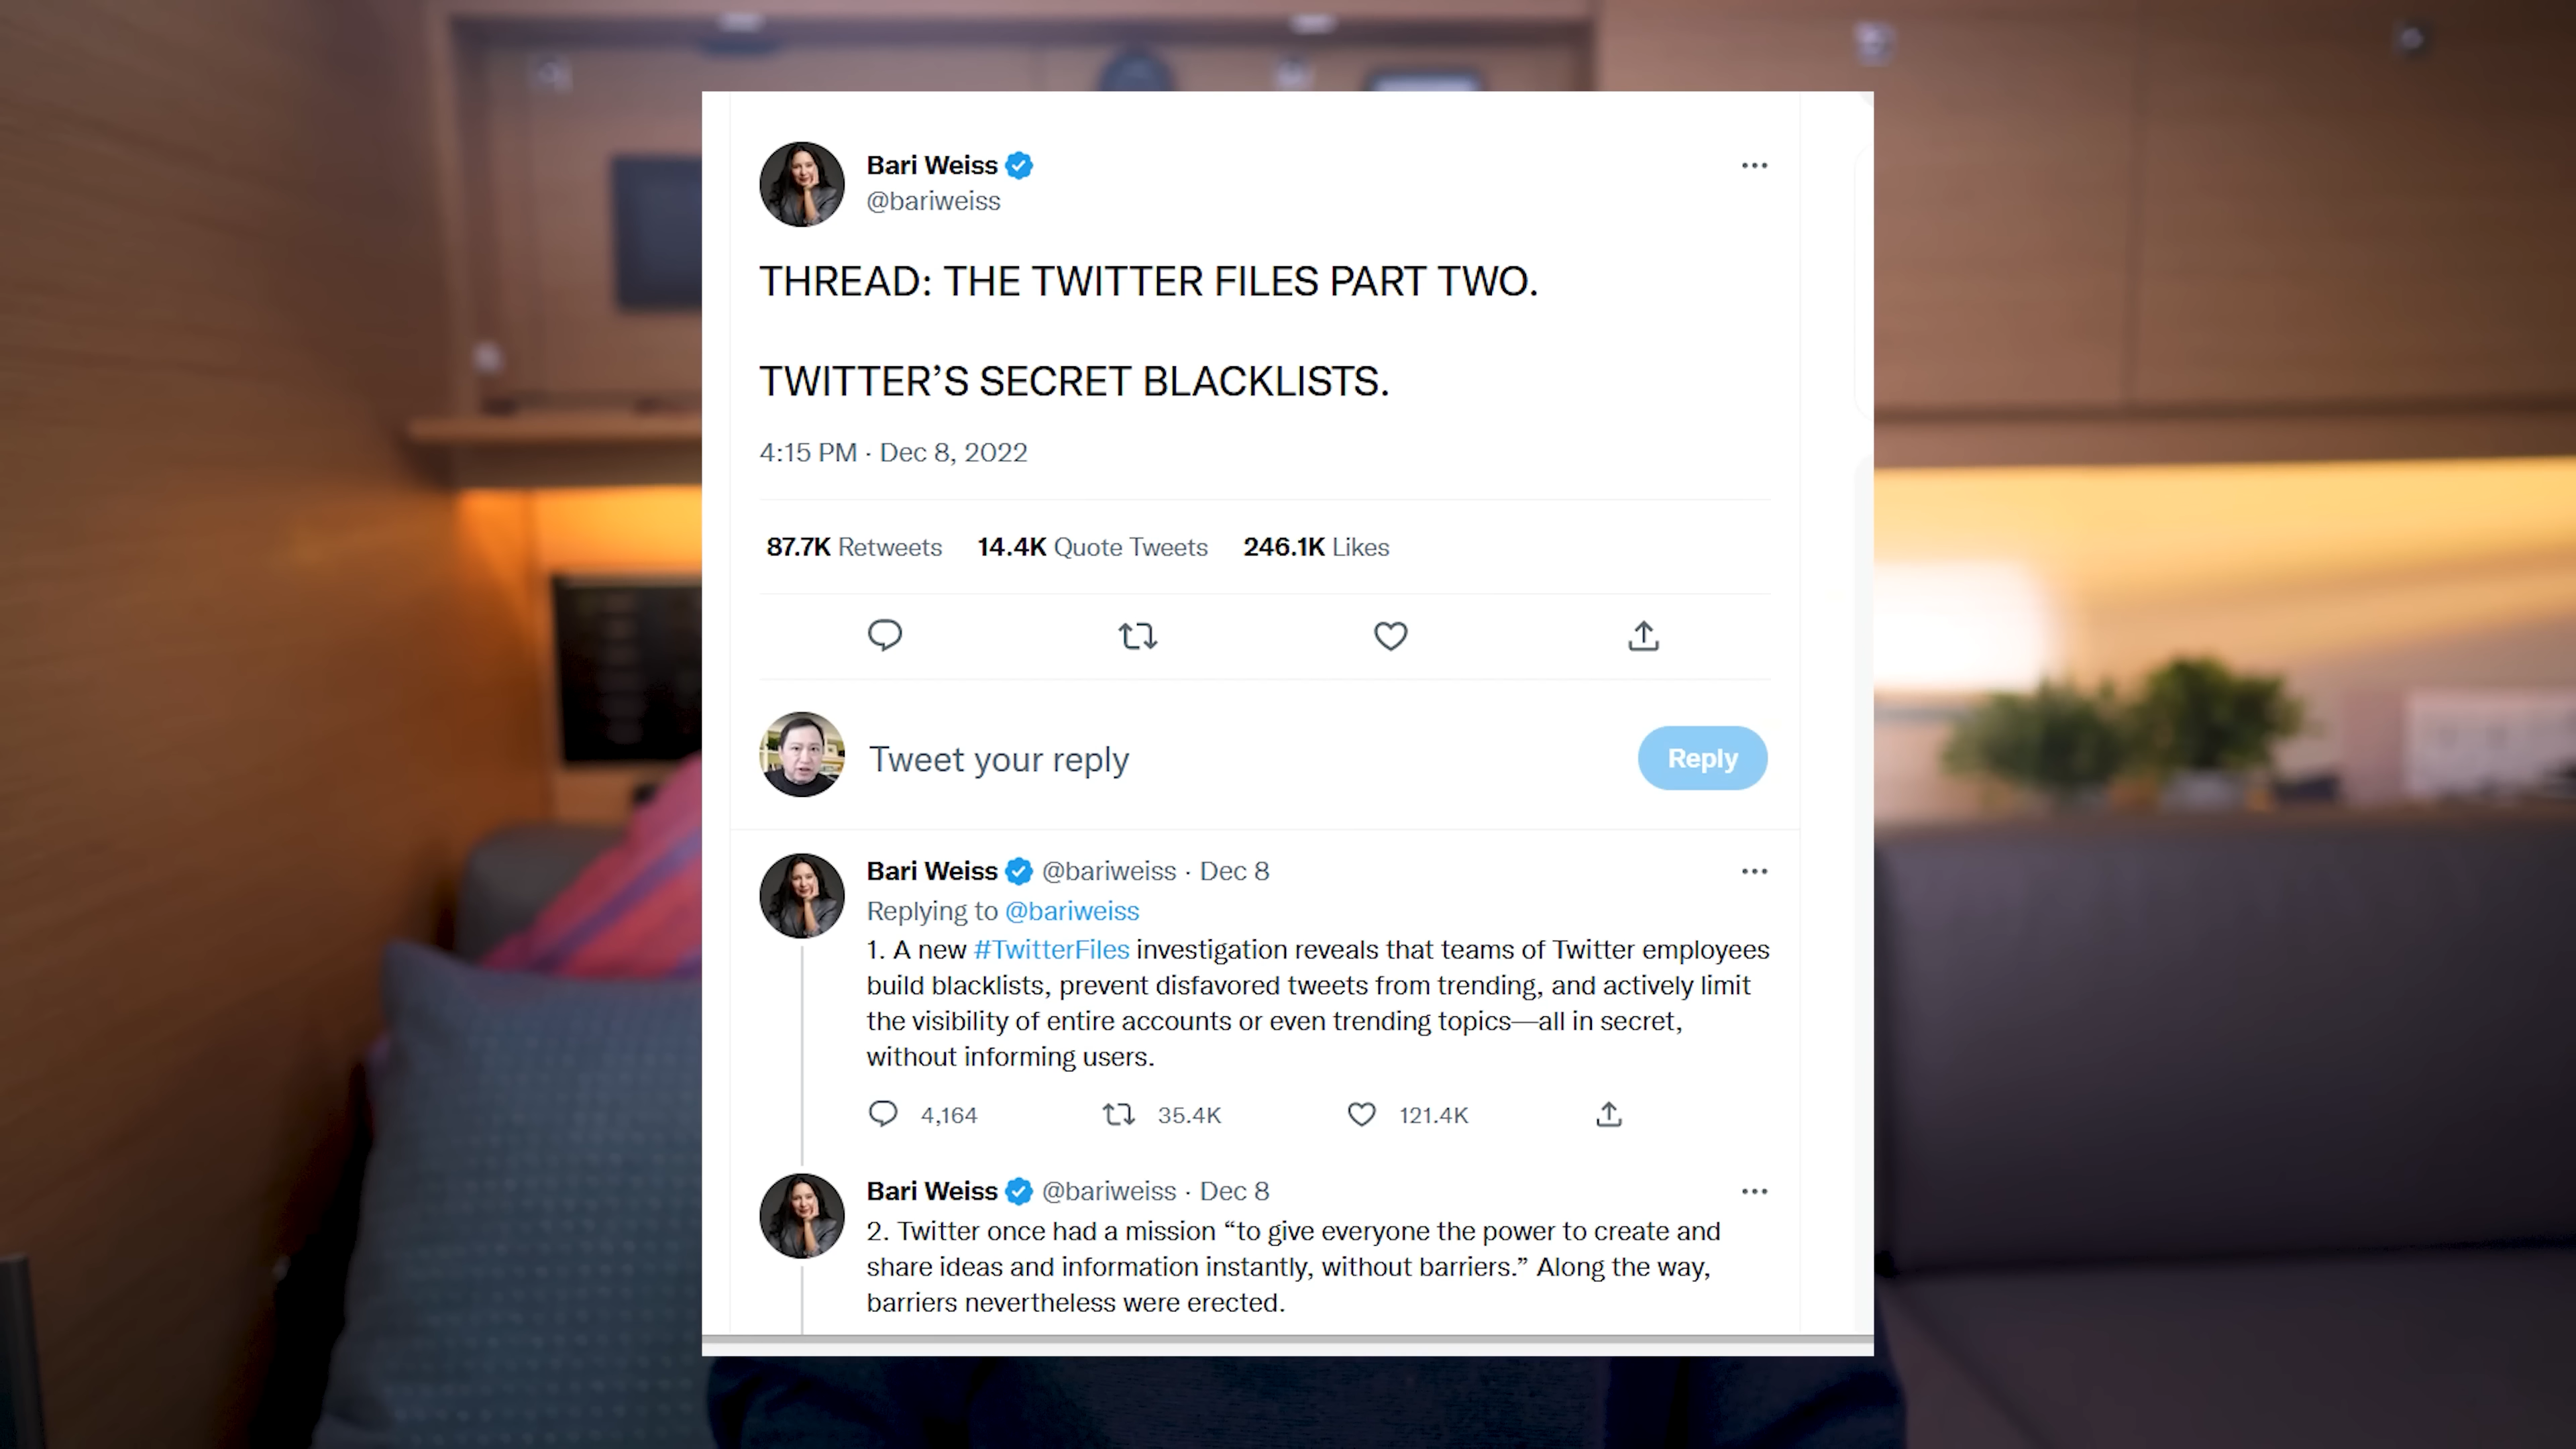 Bari Weiss
@bariweiss
THREAD: THE TWITTER FILES PART TWO.
TWITTER’S SECRET BLACKLISTS.
4:15 PM · Dec 8, 2022
87.7K Retweets 14.4K Quote Tweets 246.1K Likes
Tweet your reply
Reply
Bari Weiss @bariweiss · Dec 8
Replying to @bariweiss
1. A new #TwitterFiles investigation reveals that teams of Twitter employees
build blacklists, prevent disfavored tweets from trending, and actively limit
the visibility of entire accounts or even trending topics—all in secret,
without informing users.
4,164 35.4K 121.4K
Bari Weiss @bariweiss · Dec 8
2. Twitter once had a mission “to give everyone the power to create and
share ideas and information instantly, without barriers.” Along the way,
barriers nevertheless were erected.